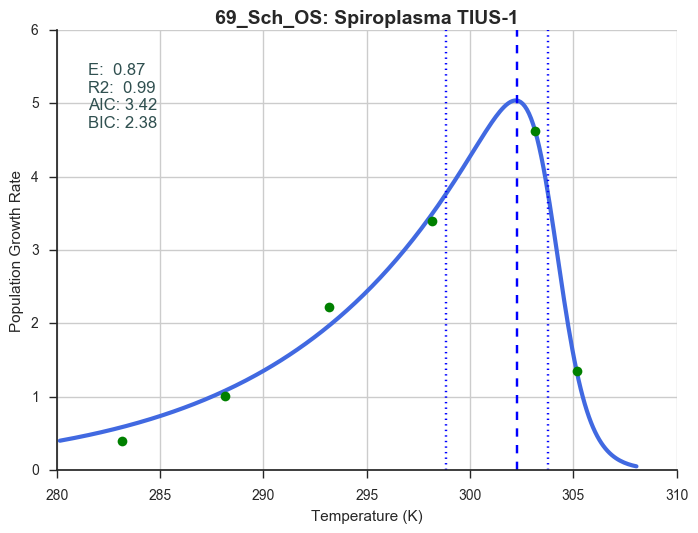 69_Sch_OS: Spiroplasma TIUS-1
E:  0.87
R2:  0.99
AIC: 3.42
BIC: 2.38
Population Growth Rate
6
5
4
3
2
1
0
280 285 290 295 300 305 310
Temperature (K)